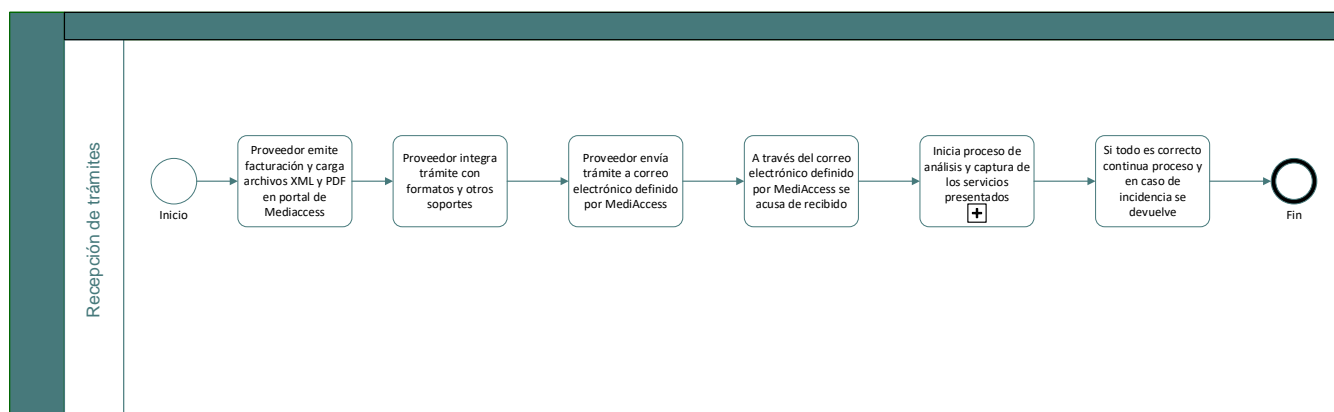 Recepción de trámites
Inicio
Proveedor emite
facturación y carga
archivos XML y PDF
en portal de
Mediaccess
Proveedor integra
trámite con
formatos y otros
soportes
Proveedor envía
trámite a correo
electrónico definido
por MediAccess
A través del correo
electrónico definido
por MediAccess se
acusa de recibido
Inicia proceso de
análisis y captura de
los servicios
presentados
Si todo es correcto
continua proceso y
en caso de
incidencia se
devuelve
Fin